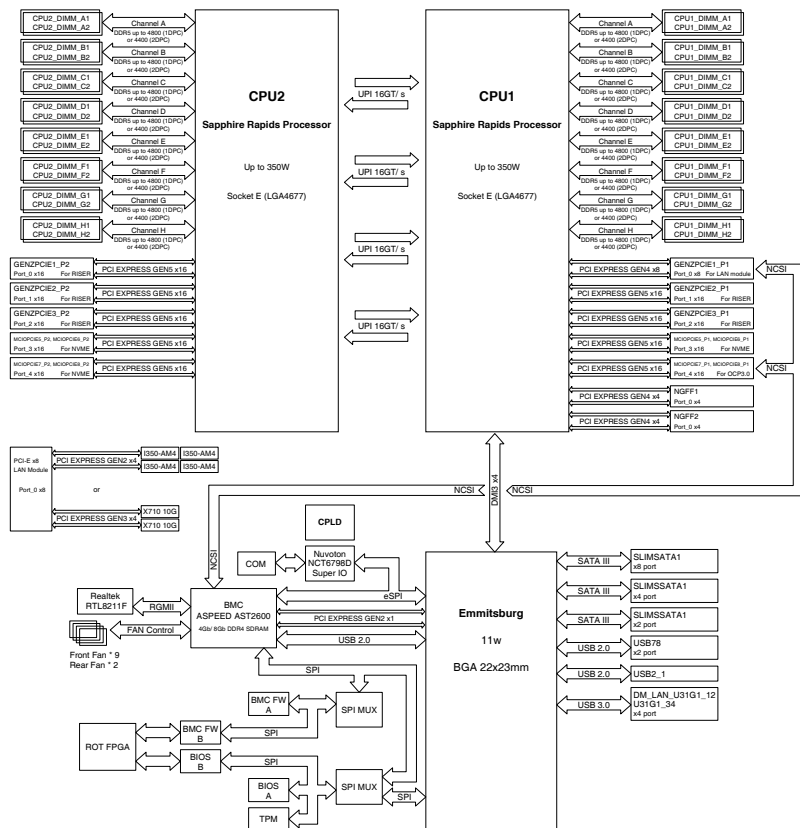 CPU2_DIMM_A1
CPU2_DIMM_A2
CPU2_DIMM_B1
CPU2_DIMM_B2
CPU2_DIMM_C1
CPU2_DIMM_C2
CPU2_DIMM_D1
CPU2_DIMM_D2
CPU2_DIMM_E1
CPU2_DIMM_E2
CPU2_DIMM_F1
CPU2_DIMM_F2
CPU2_DIMM_G1
CPU2_DIMM_G2
CPU2_DIMM_H1
CPU2_DIMM_H2
Channel A
DDR5 up to 4800 (1DPC)
or 4400 (2DPC)
Channel B
DDR5 up to 4800 (1DPC)
or 4400 (2DPC)
Channel C
DDR5 up to 4800 (1DPC)
or 4400 (2DPC)
Channel D
DDR5 up to 4800 (1DPC)
or 4400 (2DPC)
Channel E
DDR5 up to 4800 (1DPC)
or 4400 (2DPC)
Channel F
DDR5 up to 4800 (1DPC)
or 4400 (2DPC)
Channel G
DDR5 up to 4800 (1DPC)
or 4400 (2DPC)
Channel H
DDR5 up to 4800 (1DPC)
or 4400 (2DPC)
GENZPCIE1_P2
Port_0 x16 For RISER
PCI EXPRESS GEN5 x16
GENZPCIE2_P2
Port_1 x16 For RISER
PCI EXPRESS GEN5 x16
GENZPCIE3_P2
Port_2 x16 For RISER
PCI EXPRESS GEN5 x16
MCIOPCIE5_P2, MCIOPCIE6_P2
Port_3 x16 For NVME
PCI EXPRESS GEN5 x16
MCIOPCIE7_P2, MCIOPCIE8_P2
Port_4 x16 For NVME
PCI EXPRESS GEN5 x16
CPU2
Sapphire Rapids Processor
Up to 350W
Socket E (LGA4677)
UPI 16GT/ s
UPI 16GT/ s
UPI 16GT/ s
UPI 16GT/ s
CPU1
Sapphire Rapids Processor
Up to 350W
Socket E (LGA4677)
Channel A
DDR5 up to 4800 (1DPC)
or 4400 (2DPC)
Channel B
DDR5 up to 4800 (1DPC)
or 4400 (2DPC)
Channel C
DDR5 up to 4800 (1DPC)
or 4400 (2DPC)
Channel D
DDR5 up to 4800 (1DPC)
or 4400 (2DPC)
Channel E
DDR5 up to 4800 (1DPC)
or 4400 (2DPC)
Channel F
DDR5 up to 4800 (1DPC)
or 4400 (2DPC)
Channel G
DDR5 up to 4800 (1DPC)
or 4400 (2DPC)
Channel H
DDR5 up to 4800 (1DPC)
or 4400 (2DPC)
CPU1_DIMM_A1
CPU1_DIMM_A2
CPU1_DIMM_B1
CPU1_DIMM_B2
CPU1_DIMM_C1
CPU1_DIMM_C2
CPU1_DIMM_D1
CPU1_DIMM_D2
CPU1_DIMM_E1
CPU1_DIMM_E2
CPU1_DIMM_F1
CPU1_DIMM_F2
CPU1_DIMM_G1
CPU1_DIMM_G2
CPU1_DIMM_H1
CPU1_DIMM_H2
PCI EXPRESS GEN4 x8
GENZPCIE1_P1
Port_0 x8 For LAN module
NCSI
PCI EXPRESS GEN5 x16
GENZPCIE2_P1
Port_1 x16 For RISER
PCI EXPRESS GEN5 x16
GENZPCIE3_P1
Port_2 x16 For RISER
PCI EXPRESS GEN5 x16
MCIOPCIE5_P1, MCIOPCIE6_P1
Port_3 x16 For NVME
PCI EXPRESS GEN5 x16
MCIOPCIE7_P1, MCIOPCIE8_P1
Port_4 x16 For OCP3.0
NCSI
PCI EXPRESS GEN4 x4
NGFF1
Port_0 x4
PCI EXPRESS GEN4 x4
NGFF2
Port_0 x4
PCI-E x8
LAN Module
Port_0 x8
PCI EXPRESS GEN2 x4
I350-AM4
I350-AM4
I350-AM4
I350-AM4
or
PCI EXPRESS GEN3 x4
X710 10G
X710 10G
NCSI
DMI3 x4
NCSI
NCSI
CPLD
COM
Nuvoton
NCT6798D
Super IO
eSPI
Realtek
RTL8211F
RGMII
FAN Control
Front Fan * 9
Rear Fan * 2
BMC
ASPEED AST2600
4Gb/ 8Gb DDR4 SDRAM
PCI EXPRESS GEN2 x1
USB 2.0
SPI
Emmitsburg
11w
BGA 22x23mm
SATA III
SLIMSATA1
x8 port
SATA III
SLIMSSATA1
x4 port
SATA III
SLIMSSATA1
x2 port
USB 2.0
USB78
x2 port
USB 2.0
USB2_1
USB 3.0
DM_LAN_U31G1_12
U31G1_34
x4 port
BMC FW
A
SPI MUX
BMC FW
B
SPI
ROT FPGA
BIOS
B
SPI
BIOS
A
SPI MUX
SPI
TPM